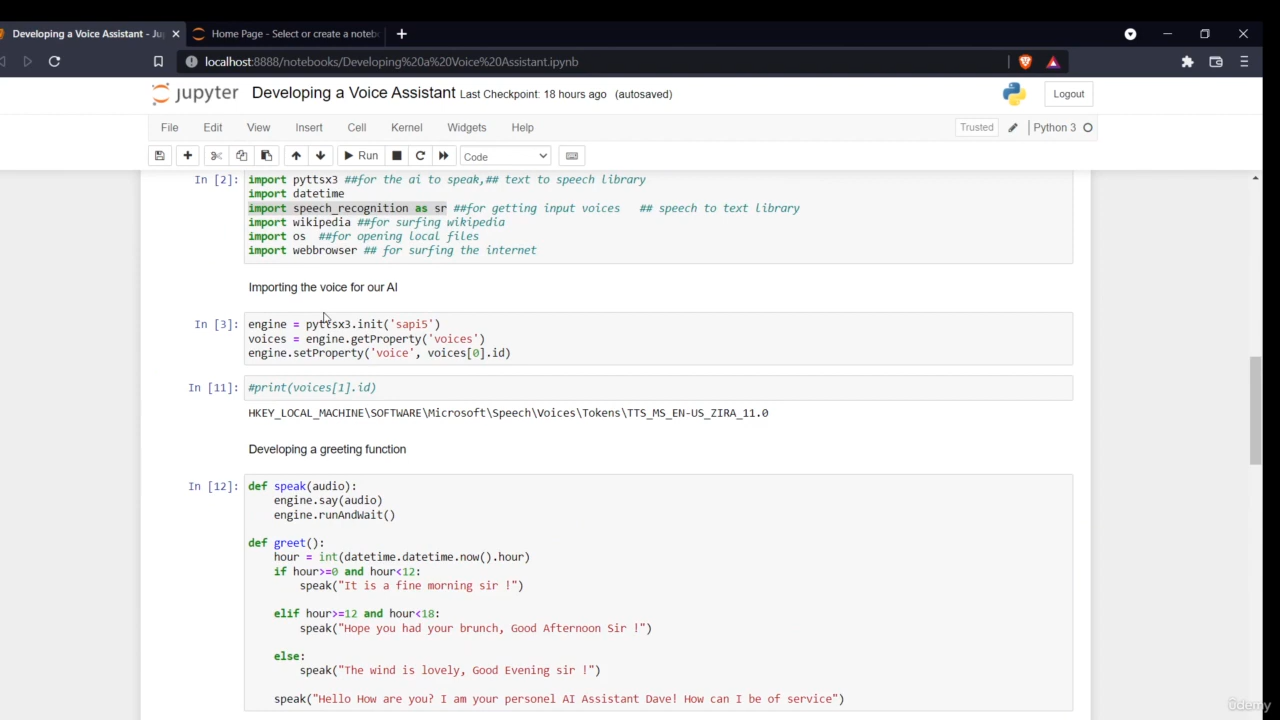 Developing a Voice Assistant - Ju
Home Page - Select or create a noteb
localhost:8888/notebooks/Developing%20a%20Voice%20Assistant.ipynb
jupyter Developing a Voice Assistant Last Checkpoint: 18 hours ago (autosaved)
Logout
File Edit View Insert Cell Kernel Widgets Help
Trusted
Python 3
Run
Code
In [2]: import pyttsx3 ##for the ai to speak,## text to speech library
import datetime
import speech_recognition as sr ##for getting input voices ## speech to text library
import wikipedia ##for surfing wikipedia
import os ##for opening local files
import webbrowser ## for surfing the internet
Importing the voice for our AI
In [3]: engine = pyttsx3.init('sapi5')
voices = engine.getProperty('voices')
engine.setProperty('voice', voices[0].id)
In [11]: #print(voices[1].id)
HKEY_LOCAL_MACHINE\SOFTWARE\Microsoft\Speech\Voices\Tokens\TTS_MS_EN-US_ZIRA_11.0
Developing a greeting function
In [12]: def speak(audio):
engine.say(audio)
engine.runAndWait()
def greet():
hour = int(datetime.datetime.now().hour)
if hour>=0 and hour<12:
speak("It is a fine morning sir !")
elif hour>=12 and hour<18:
speak("Hope you had your brunch, Good Afternoon Sir !")
else:
speak("The wind is lovely, Good Evening sir !")
speak("Hello How are you? I am your personel AI Assistant Dave! How can I be of service")
ûdemy